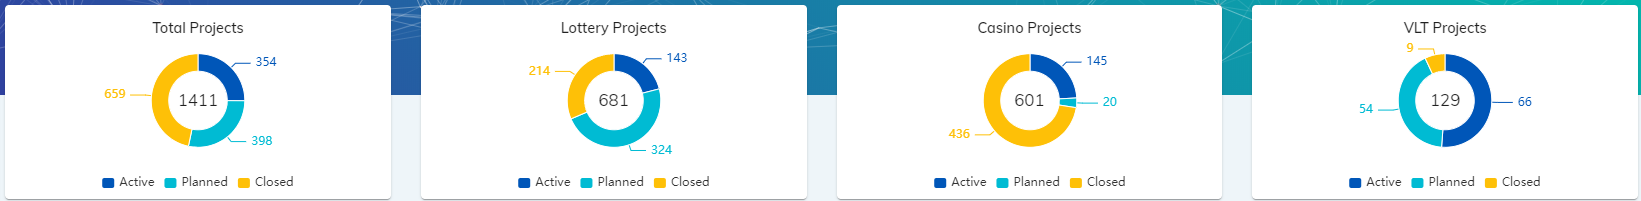 Total Projects
354
659
1411
398
Active Planned Closed
Lottery Projects
143
214
681
324
Active Planned Closed
Casino Projects
145
601
20
436
Active Planned Closed
VLT Projects
9
129
66
54
Active Planned Closed